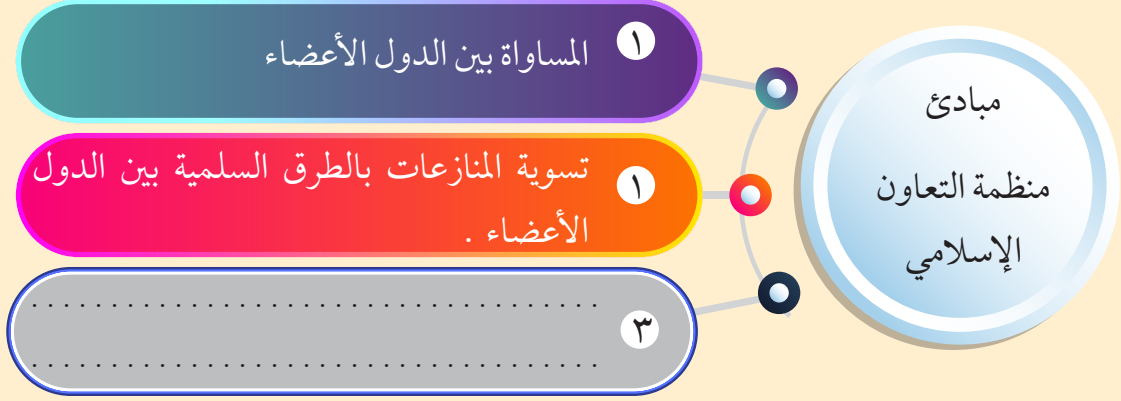 مبادئ
منظمة التعاون
الإسلامي
١
المساواة بين الدول الأعضاء
١
تسوية المنازعات بالطرق السلمية بين الدول
الأعضاء .
٣
. . . . . . . . . . . . . . . . . . . . . . . . . . . . . . . . . . . .
. . . . . . . . . . . . . . . . . . . . . . . . . . . . . . . . . . . .